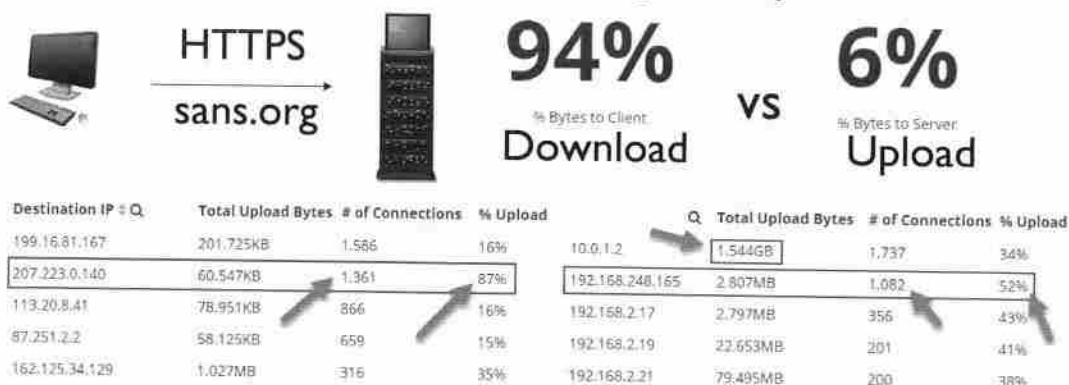 HTTPS
sans.org
94%
% Bytes to Client
Download
vs
6%
% Bytes to Server
Upload
Destination IP Total Upload Bytes # of Connections % Upload
199.16.81.167 201.725KB 1.586 16%
207.223.0.140 60.547KB 1.361 87%
113.20.8.41 78.951KB 866 16%
87.251.2.2 58.125KB 659 15%
162.125.34.129 1.027MB 316 35%
Total Upload Bytes # of Connections % Upload
10.0.1.2 1.544GB 1.737 34%
192.168.248.165 2.807MB 1.082 52%
192.168.2.17 2.797MB 356 43%
192.168.2.19 22.653MB 201 41%
192.168.2.21 79.495MB 200 38%